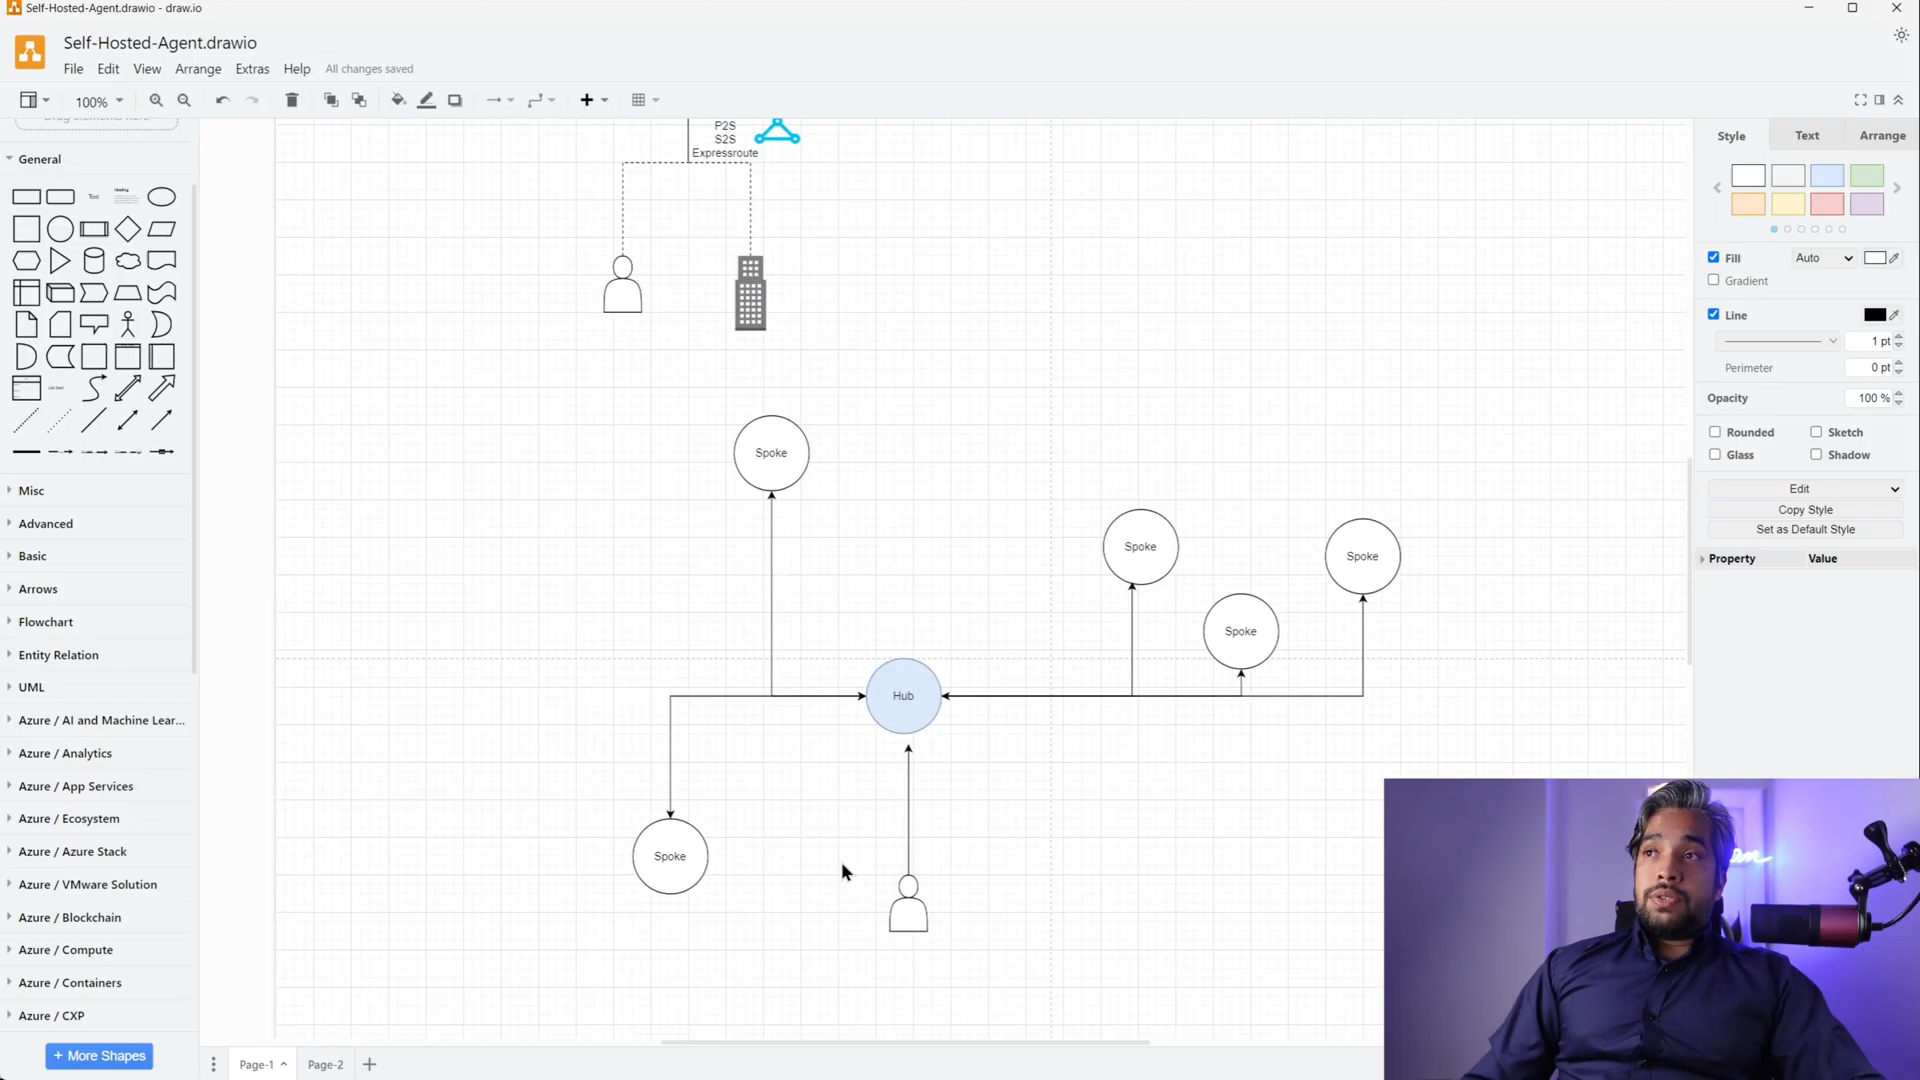 Self-Hosted-Agent.drawio - draw.io
Self-Hosted-Agent.drawio
File Edit View Arrange Extras Help All changes saved
100%
General
Text
Heading
Misc
Advanced
Basic
Arrows
Flowchart
Entity Relation
UML
Azure / AI and Machine Lear...
Azure / Analytics
Azure / App Services
Azure / Ecosystem
Azure / Azure Stack
Azure / VMware Solution
Azure / Blockchain
Azure / Compute
Azure / Containers
Azure / CXP
+ More Shapes
P2S
S2S
Expressroute
Spoke
Spoke
Spoke
Spoke
Hub
Spoke
Page-1
Page-2
Style Text Arrange
Fill Auto
Gradient
Line
1 pt
Perimeter 0 pt
Opacity 100 %
Rounded Sketch
Glass Shadow
Edit
Copy Style
Set as Default Style
Property Value